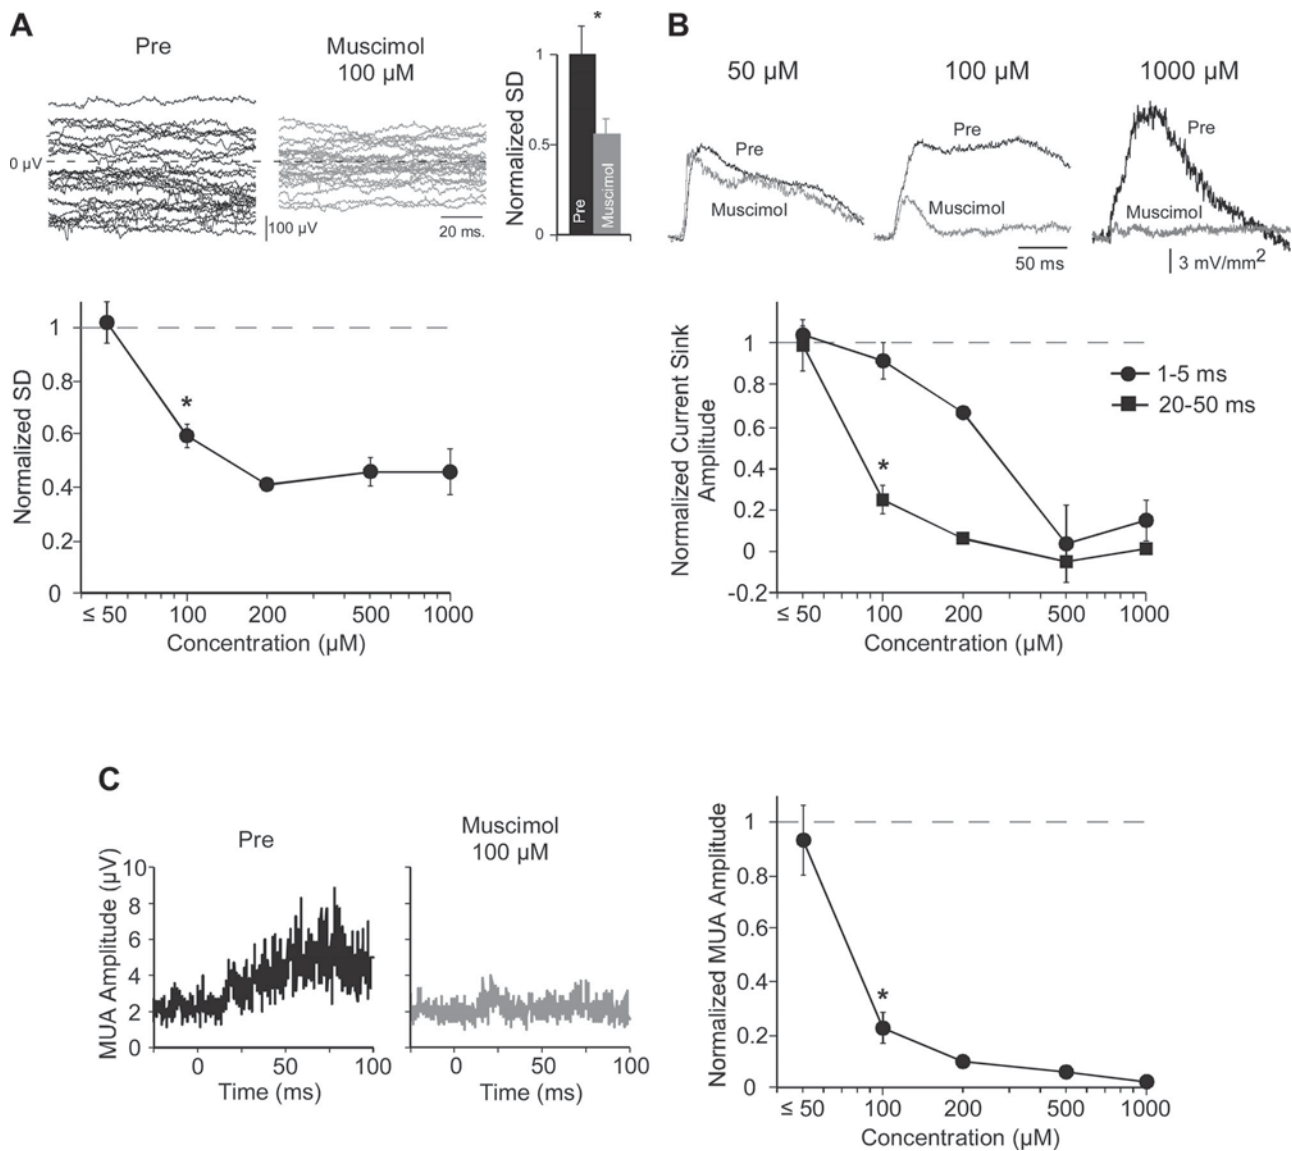 A
Pre
Muscimol
100 µM
0 µV
100 µV
20 ms.
*
Normalized SD
1
0.5
0
Pre
Muscimol
B
50 µM
100 µM
1000 µM
Pre
Muscimol
Pre
Muscimol
Pre
Muscimol
50 ms
3 mV/mm2
Normalized SD
1
0.8
0.6
0.4
0.2
0
*
≤ 50
100
200
500
1000
Concentration (µM)
Normalized Current Sink
Amplitude
1
0.8
0.6
0.4
0.2
0
-0.2
*
1-5 ms
20-50 ms
≤ 50
100
200
500
1000
Concentration (µM)
C
Pre
MUA Amplitude (µV)
10
8
6
4
2
0
0
50
100
Time (ms)
Muscimol
100 µM
0
50
100
Time (ms)
Normalized MUA Amplitude
1
0.8
0.6
0.4
0.2
0
*
≤ 50
100
200
500
1000
Concentration (µM)